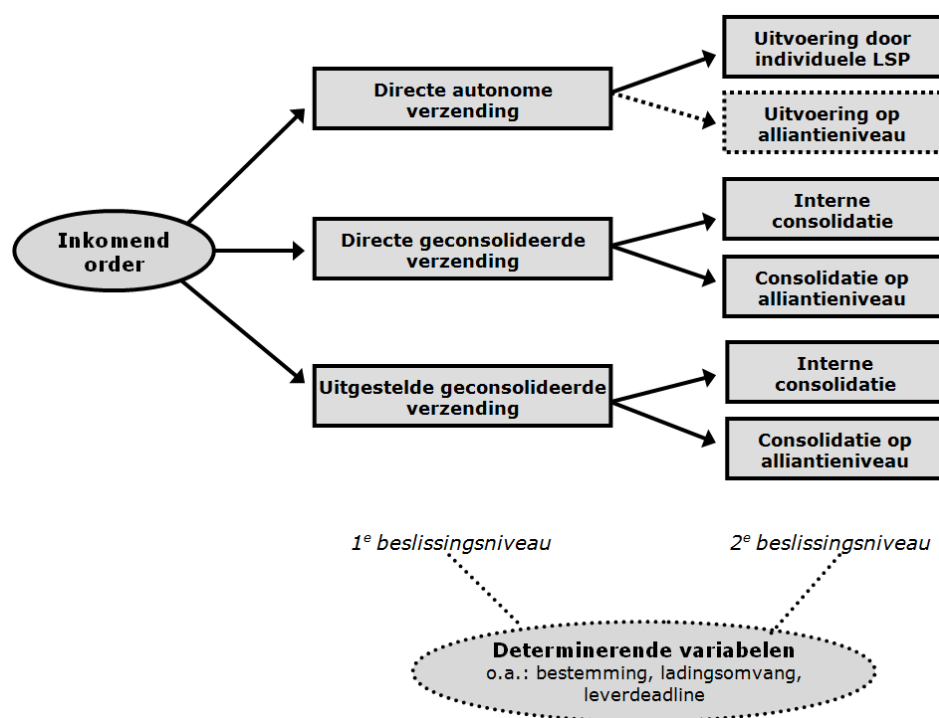 Inkomend
order
Directe autonome
verzending
Uitvoering door
individuele LSP
Uitvoering op
alliantieniveau
Directe geconsolideerde
verzending
Interne
consolidatie
Consolidatie op
alliantieniveau
Uitgestelde geconsolideerde
verzending
Interne
consolidatie
Consolidatie op
alliantieniveau
1e beslissingsniveau
2e beslissingsniveau
Determinerende variabelen
o.a.: bestemming, ladingsomvang,
leverdeadline